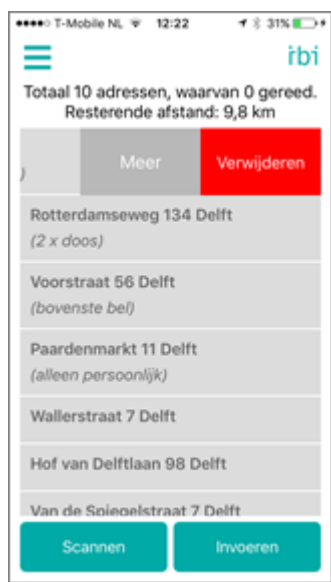 T-Mobile NL 12:22 31%
rbi
Totaal 10 adressen, waarvan 0 gereed.
Resterende afstand: 9,8 km
) Meer Verwijderen
Rotterdamseweg 134 Delft
(2 x doos)
Voorstraat 56 Delft
(bovenste bel)
Paardenmarkt 11 Delft
(alleen persoonlijk)
Wallerstraat 7 Delft
Hof van Delftlaan 98 Delft
Van de Spiegelstraat 7 Delft
Scannen Invoeren